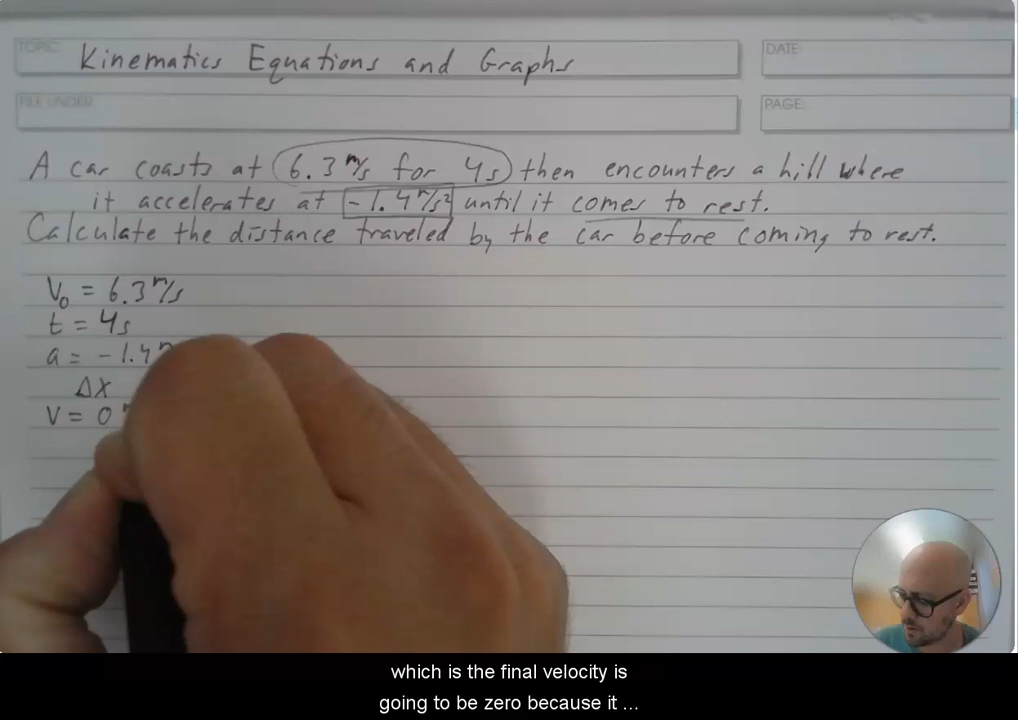 TOPIC: Kinematics Equations and Graphs
DATE:
FILE UNDER:
PAGE:
A car coasts at 6.3 m/s for 4s then encounters a hill where
it accelerates at -1.4 m/s² until it comes to rest.
Calculate the distance traveled by the car before coming to rest.
V₀ = 6.3 m/s
t = 4s
a = -1.4
ΔX
V = 0
which is the final velocity is
going to be zero because it ...